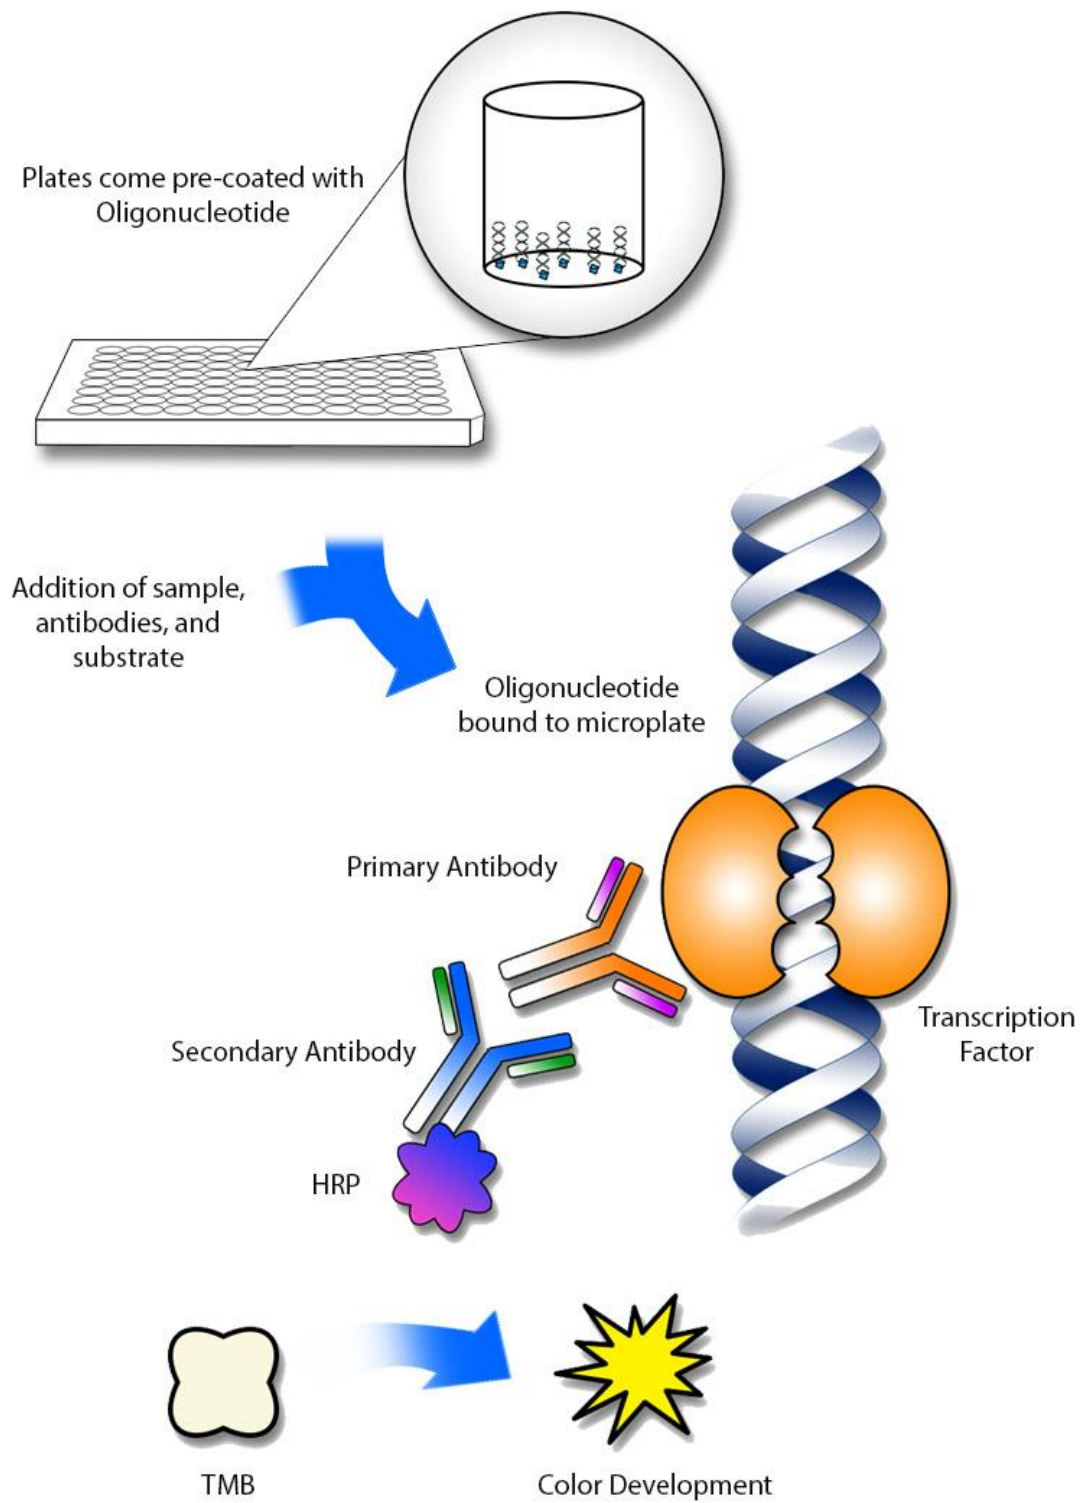 Plates come pre-coated with
Oligonucleotide
Addition of sample,
antibodies, and
substrate
Oligonucleotide
bound to microplate
Primary Antibody
Transcription
Factor
Secondary Antibody
HRP
TMB
Color Development